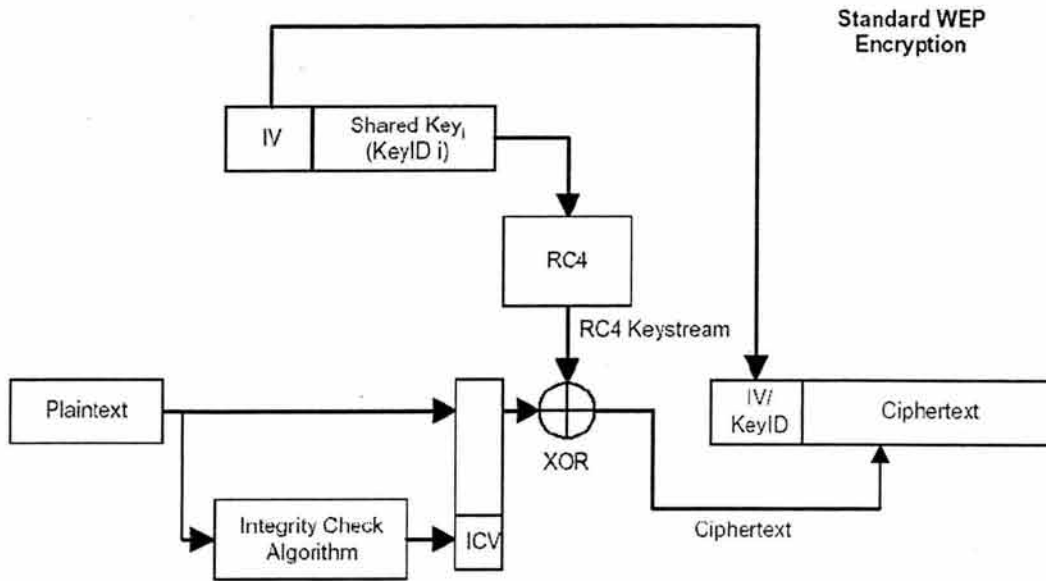 Standard WEP
Encryption
IV
Shared Keyi
(KeyID i)
RC4
RC4 Keystream
Plaintext
IV/
KeyID
Ciphertext
XOR
Integrity Check
Algorithm
ICV
Ciphertext